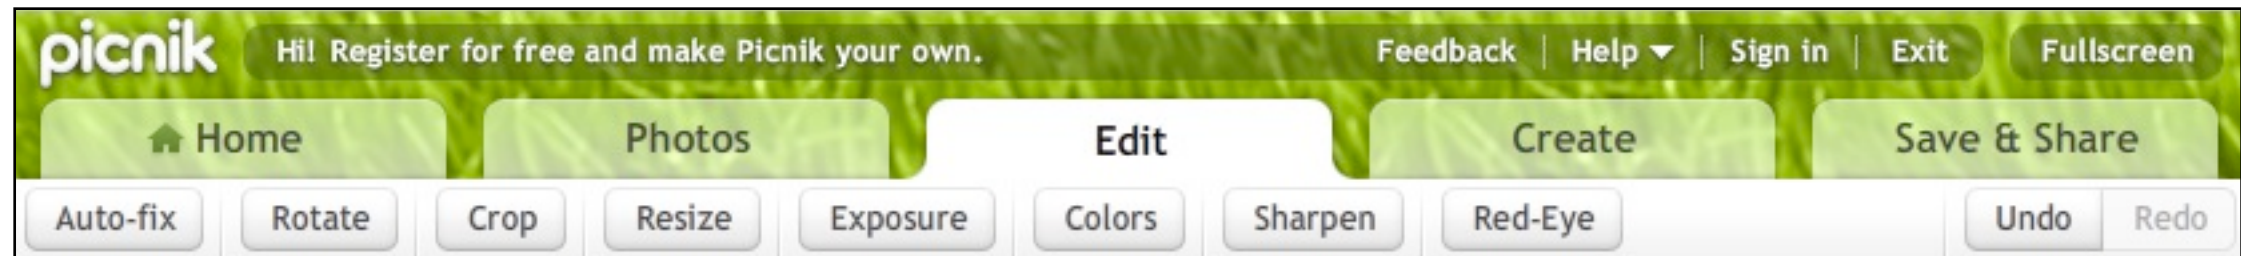 picnik Hi! Register for free and make Picnik your own. Feedback | Help | Sign in | Exit Fullscreen
Home Photos Edit Create Save & Share
Auto-fix Rotate Crop Resize Exposure Colors Sharpen Red-Eye Undo Redo